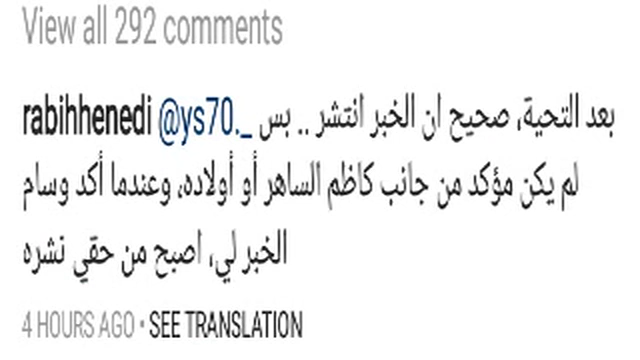 View all 292 comments
rabihhenedi @ys70._ بعد التحية، صحيح ان الخبر انتشر .. بس
لم يكن مؤكد من جانب كاظم الساهر أو أولاده، وعندما أكد وسام
الخبر لي، اصبح من حقي نشره
4 HOURS AGO · SEE TRANSLATION